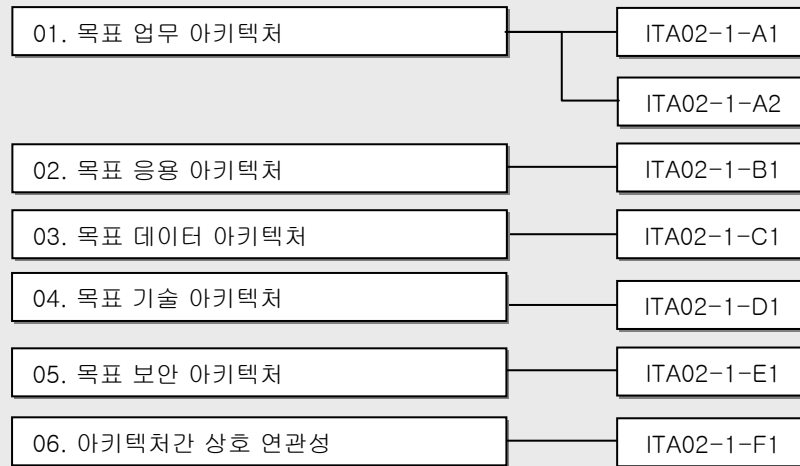 01. 목표 업무 아키텍처
ITA02-1-A1
ITA02-1-A2
02. 목표 응용 아키텍처
ITA02-1-B1
03. 목표 데이터 아키텍처
ITA02-1-C1
04. 목표 기술 아키텍처
ITA02-1-D1
05. 목표 보안 아키텍처
ITA02-1-E1
06. 아키텍처간 상호 연관성
ITA02-1-F1